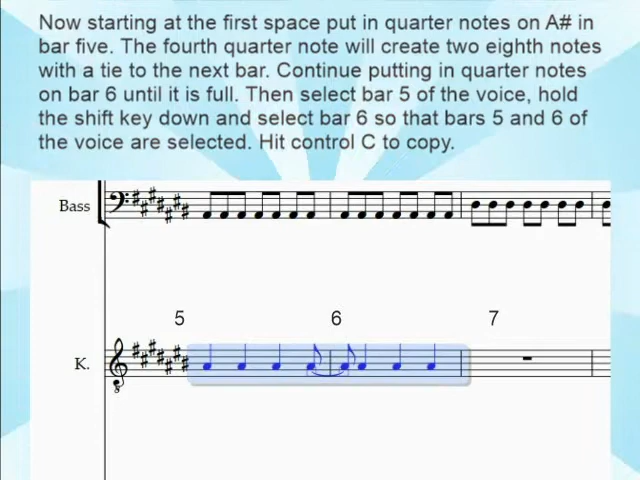 Now starting at the first space put in quarter notes on A# in
bar five. The fourth quarter note will create two eighth notes
with a tie to the next bar. Continue putting in quarter notes
on bar 6 until it is full. Then select bar 5 of the voice, hold
the shift key down and select bar 6 so that bars 5 and 6 of
the voice are selected. Hit control C to copy.
Bass
5 6 7
K.
8